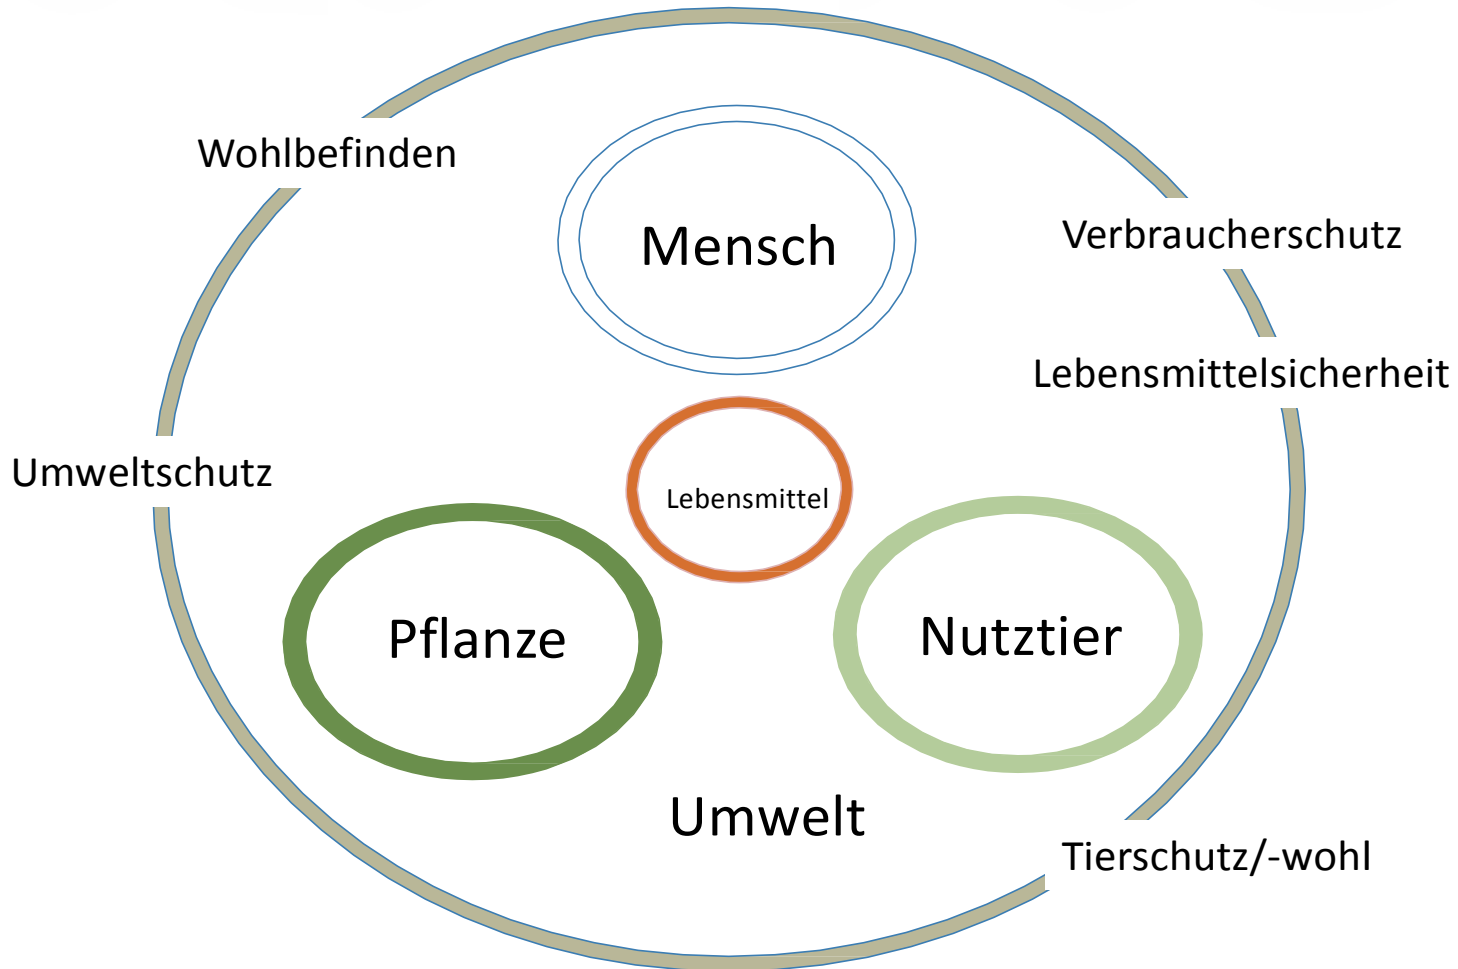 Wohlbefinden
Mensch
Verbraucherschutz
Lebensmittelsicherheit
Umweltschutz
Lebensmittel
Pflanze
Nutztier
Umwelt
Tierschutz/-wohl